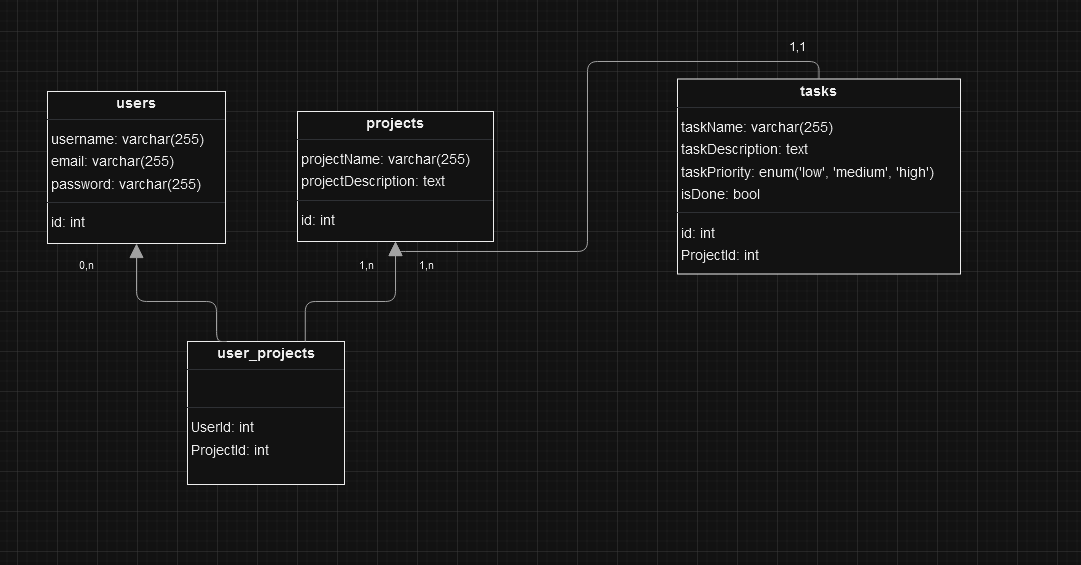 1,1
users
username: varchar(255)
email: varchar(255)
password: varchar(255)
id: int
projects
projectName: varchar(255)
projectDescription: text
id: int
tasks
taskName: varchar(255)
taskDescription: text
taskPriority: enum('low', 'medium', 'high')
isDone: bool
id: int
ProjectId: int
0,n
1,n
1,n
user_projects
UserId: int
ProjectId: int